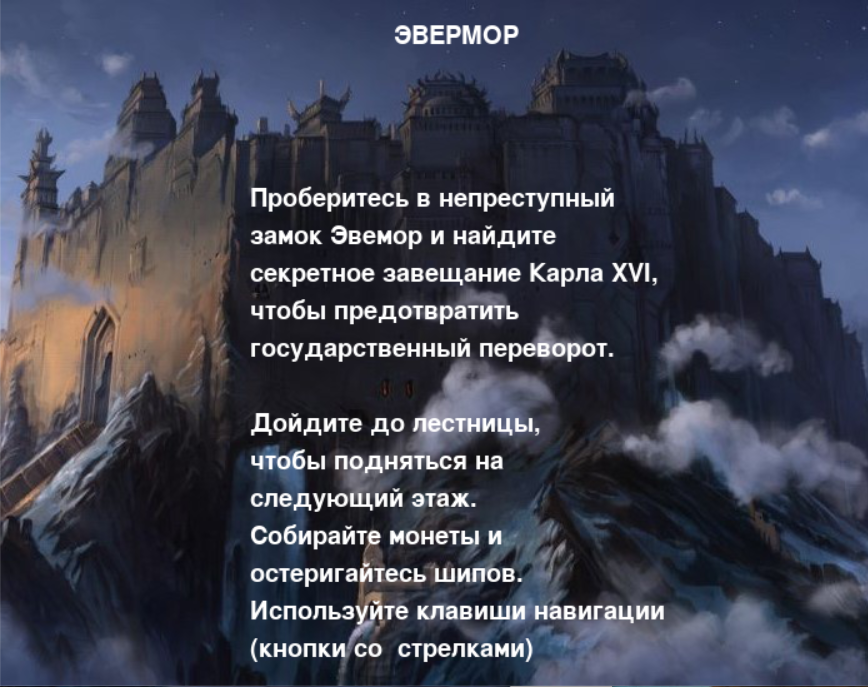 ЭВЕРМОР
Проберитесь в непреступный
замок Эвемор и найдите
секретное завещание Карла XVI,
чтобы предотвратить
государственный переворот.
Дойдите до лестницы,
чтобы подняться на
следующий этаж.
Собирайте монеты и
остеригайтесь шипов.
Используйте клавиши навигации
(кнопки со  стрелками)